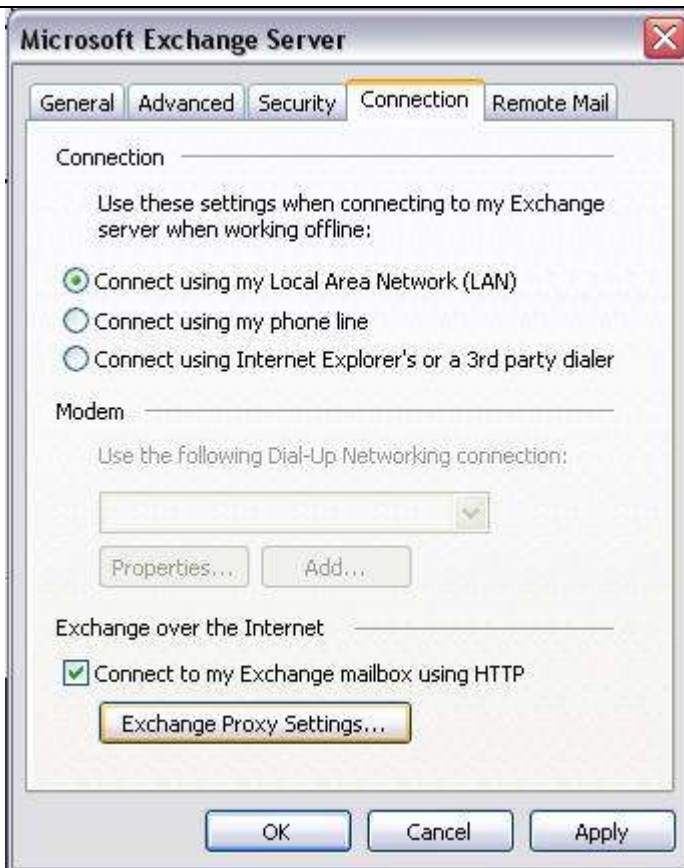 Microsoft Exchange Server
General Advanced Security Connection Remote Mail
Connection
Use these settings when connecting to my Exchange
server when working offline:
Connect using my Local Area Network (LAN)
Connect using my phone line
Connect using Internet Explorer's or a 3rd party dialer
Modem
Use the following Dial-Up Networking connection:
Properties... Add...
Exchange over the Internet
Connect to my Exchange mailbox using HTTP
Exchange Proxy Settings...
OK Cancel Apply